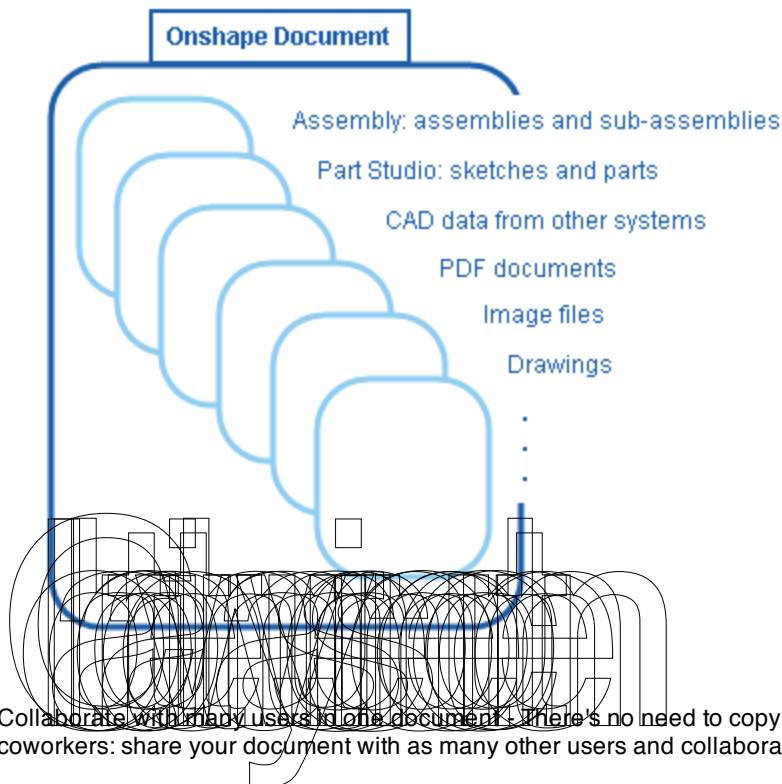 Onshape Document
Assembly: assemblies and sub-assemblies
Part Studio: sketches and parts
CAD data from other systems
PDF documents
Image files
Drawings
Collaborate with many users in one document - There's no need to copy
coworkers: share your document with as many other users and collabora